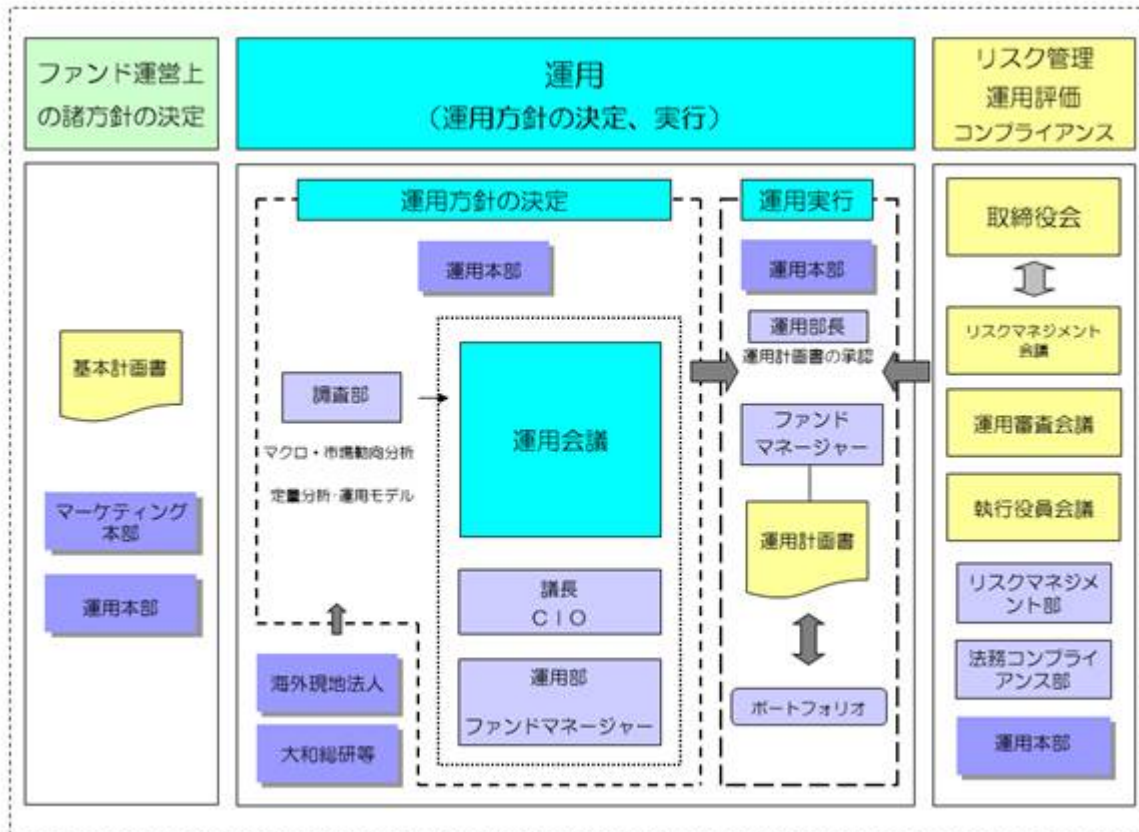 ファンド運営上
の諸方針の決定
運用
（運用方針の決定、実行）
リスク管理
運用評価
コンプライアンス
基本計画書
マーケティング
本部
運用本部
運用方針の決定
運用本部
調査部
マクロ・市場動向分析
定量分析・運用モデル
運用会議
議長
ＣＩＯ
運用部
ファンドマネージャー
海外現地法人
大和総研等
運用実行
運用本部
運用部長
運用計画書の承認
ファンド
マネージャー
運用計画書
ポートフォリオ
取締役会
リスクマネジメント
会議
運用審査会議
執行役員会議
リスクマネジメ
ント部
法務コンプライ
アンス部
運用本部